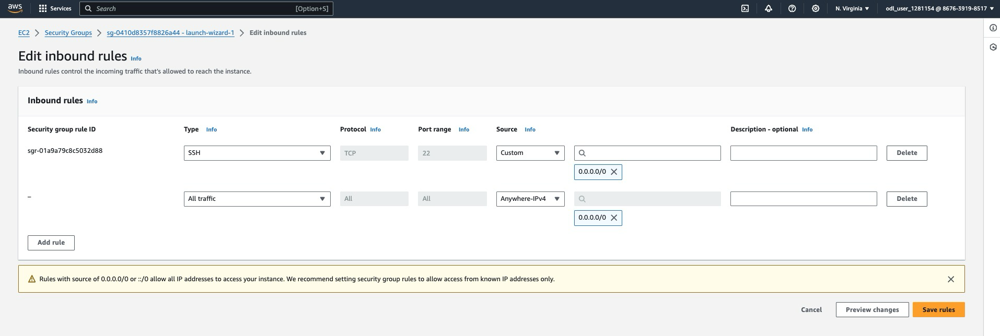 aws Services Search [Option+S] N. Virginia odl_user_1281154 @ 8676-3919-8517
EC2 Security Groups sg-0410d8357f8826a44 - launch-wizard-1 Edit inbound rules
Edit inbound rules Info
Inbound rules control the incoming traffic that's allowed to reach the instance.
Inbound rules Info
Security group rule ID Type Info Protocol Info Port range Info Source Info Description - optional Info
sgr-01a9a79c8c5032d88 SSH TCP 22 Custom Delete
0.0.0.0/0
– All traffic All All Anywhere-IPv4 Delete
0.0.0.0/0
Add rule
Rules with source of 0.0.0.0/0 or ::/0 allow all IP addresses to access your instance. We recommend setting security group rules to allow access from known IP addresses only.
Cancel Preview changes Save rules